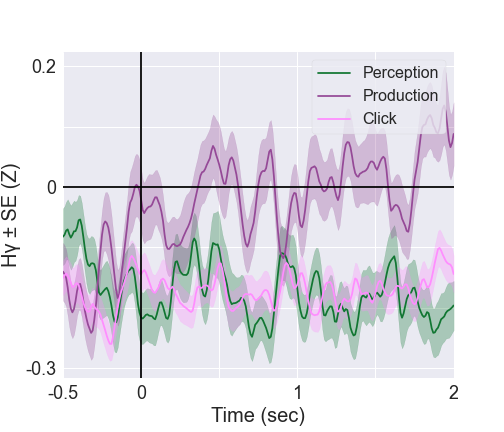 Hγ ± SE (Z)
0.2
0
-0.3
Perception
Production
Click
-0.5
0
1
2
Time (sec)